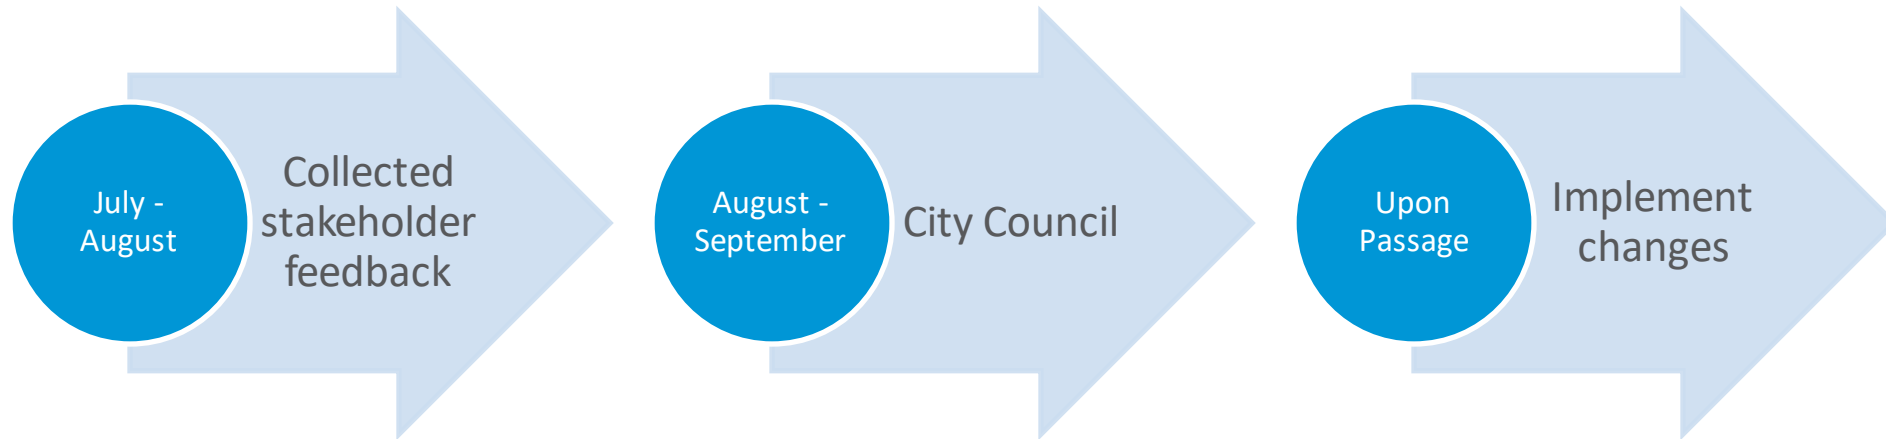 July -
August
Collected
stakeholder
feedback
August -
September
City Council
Upon
Passage
Implement
changes